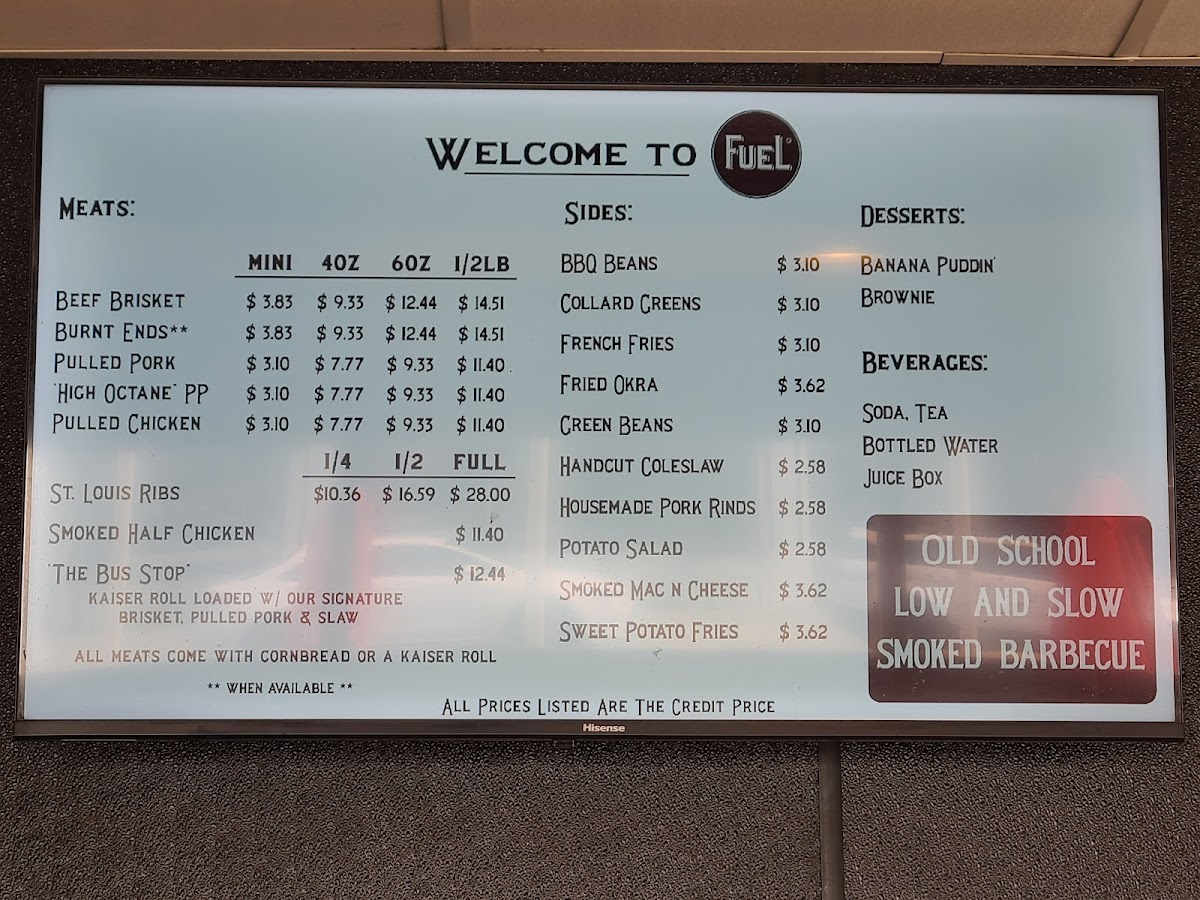 WELCOME TO FUEL
MEATS:
MINI 4OZ 6OZ 1/2LB
BEEF BRISKET $ 3.83 $ 9.33 $ 12.44 $ 14.51
BURNT ENDS** $ 3.83 $ 9.33 $ 12.44 $ 14.51
PULLED PORK $ 3.10 $ 7.77 $ 9.33 $ 11.40
"HIGH OCTANE" PP $ 3.10 $ 7.77 $ 9.33 $ 11.40
PULLED CHICKEN $ 3.10 $ 7.77 $ 9.33 $ 11.40
1/4 1/2 FULL
ST. LOUIS RIBS $10.36 $ 16.59 $ 28.00
SMOKED HALF CHICKEN $ 11.40
"THE BUS STOP" $ 12.44
KAISER ROLL LOADED W/ OUR SIGNATURE
BRISKET, PULLED PORK & SLAW
ALL MEATS COME WITH CORNBREAD OR A KAISER ROLL
** WHEN AVAILABLE **
SIDES:
BBQ BEANS $ 3.10
COLLARD GREENS $ 3.10
FRENCH FRIES $ 3.10
FRIED OKRA $ 3.62
GREEN BEANS $ 3.10
HANDCUT COLESLAW $ 2.58
HOUSEMADE PORK RINDS $ 2.58
POTATO SALAD $ 2.58
SMOKED MAC N CHEESE $ 3.62
SWEET POTATO FRIES $ 3.62
DESSERTS:
BANANA PUDDIN'
BROWNIE
BEVERAGES:
SODA, TEA
BOTTLED WATER
JUICE BOX
OLD SCHOOL
LOW AND SLOW
SMOKED BARBECUE
ALL PRICES LISTED ARE THE CREDIT PRICE
Hisense